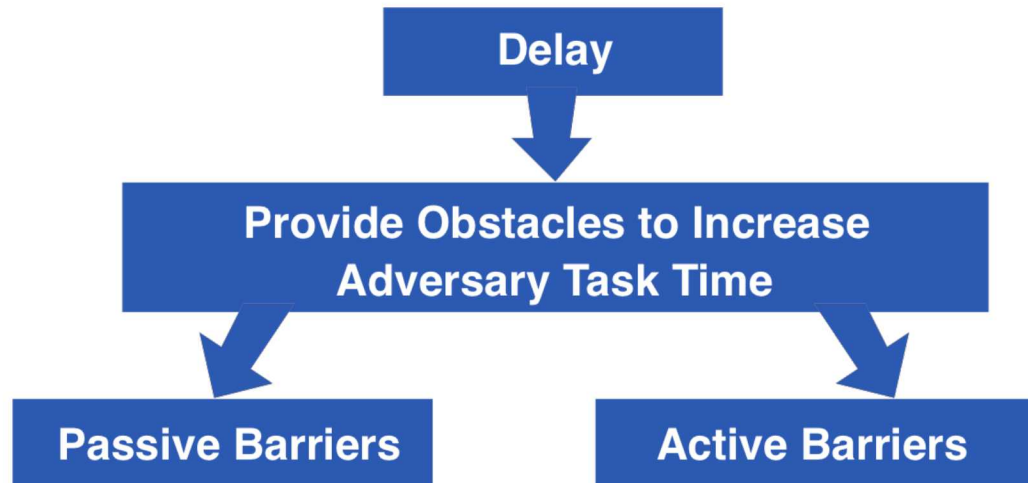 Delay
Provide Obstacles to Increase
Adversary Task Time
Passive Barriers
Active Barriers